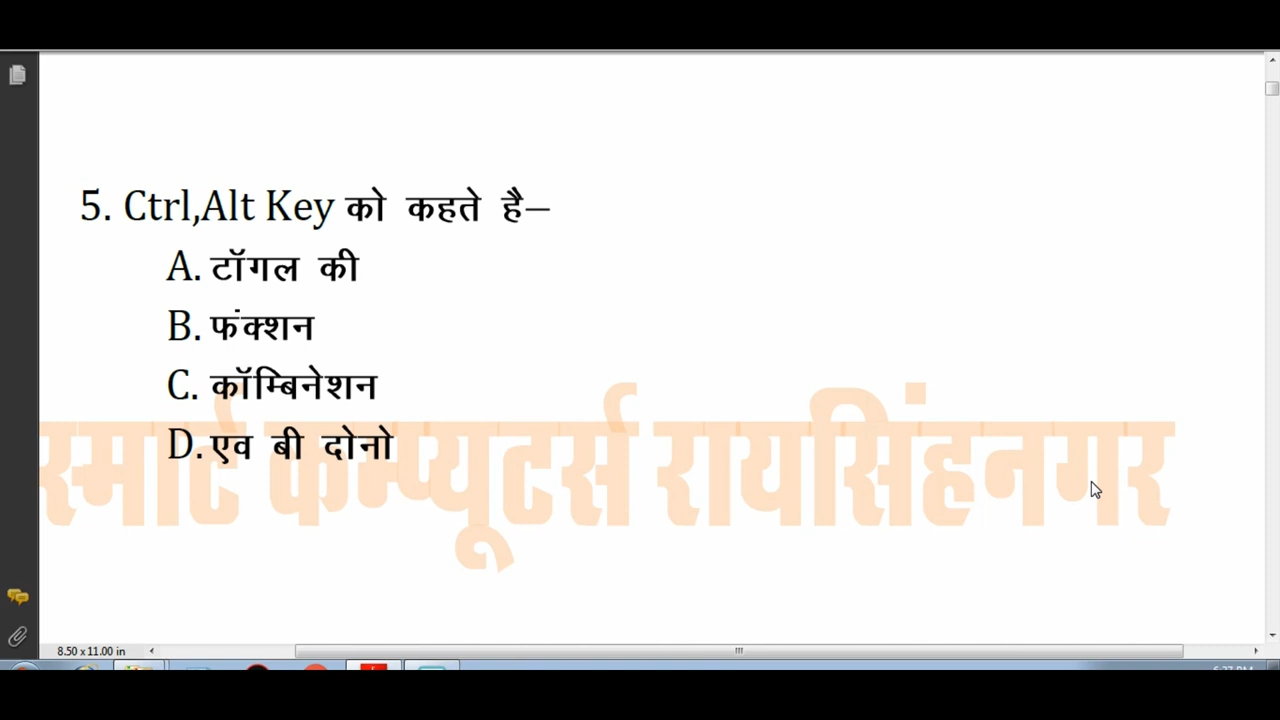 5. Ctrl,Alt Key को कहते है–
A. टॉगल की
B. फंक्शन
C. कॉम्बिनेशन
D. एव बी दोनो
स्मार्ट कम्प्यूटर्स रायसिंहनगर
8.50 x 11.00 in